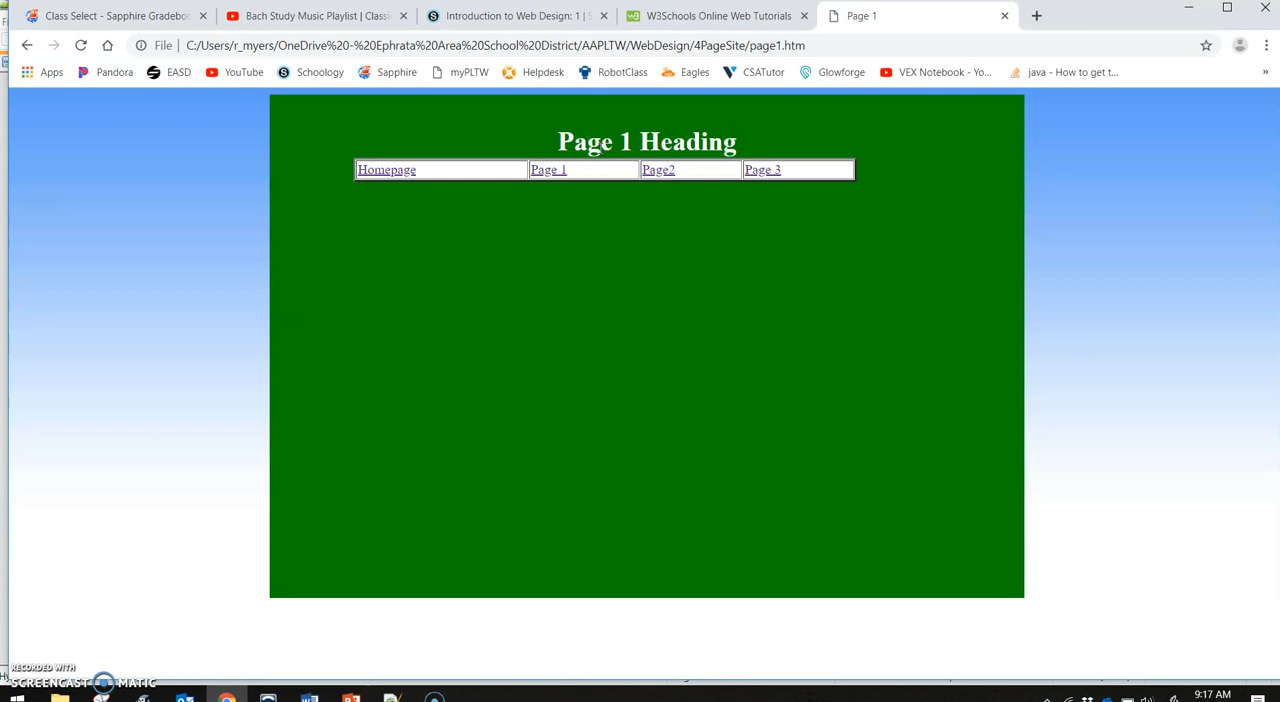 Class Select - Sapphire Gradeboo
Bach Study Music Playlist | Classi
Introduction to Web Design: 1 | S
W3Schools Online Web Tutorials
Page 1
File C:/Users/r_myers/OneDrive%20-%20Ephrata%20Area%20School%20District/AAPLTW/WebDesign/4PageSite/page1.htm
Apps Pandora EASD YouTube Schoology Sapphire myPLTW Helpdesk RobotClass Eagles CSATutor Glowforge VEX Notebook - Yo... java - How to get t... »
Page 1 Heading
Homepage Page 1 Page2 Page 3
RECORDED WITH
SCREENCAST MATIC
9:17 AM